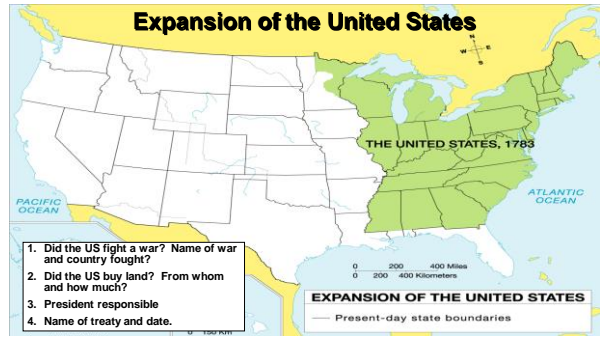 Expansion of the United States
N
W E
S
THE UNITED STATES, 1783
PACIFIC
OCEAN
ATLANTIC
OCEAN
1. Did the US fight a war? Name of war
and country fought?
2. Did the US buy land? From whom
and how much?
3. President responsible
4. Name of treaty and date.
0 200 400 Miles
0 200 400 Kilometers
EXPANSION OF THE UNITED STATES
Present-day state boundaries